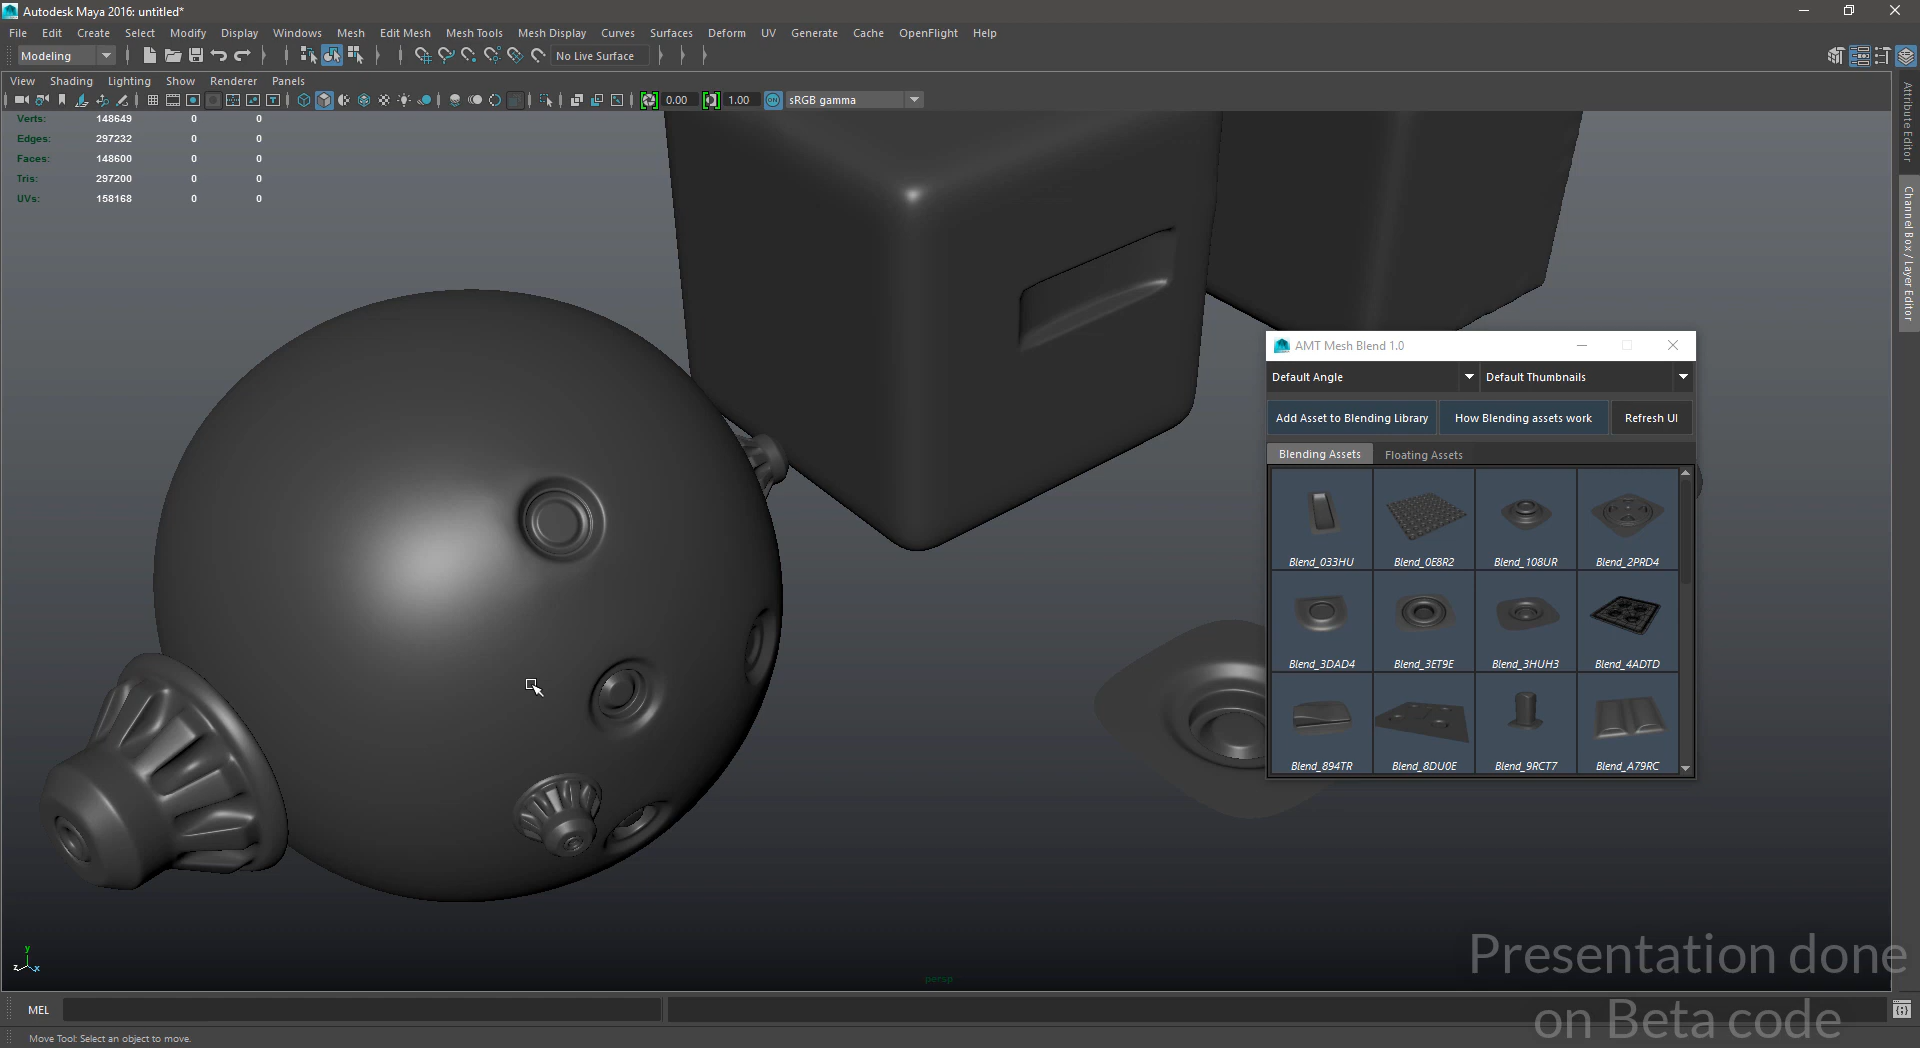 Autodesk Maya 2016: untitled*
File Edit Create Select Modify Display Windows Mesh Edit Mesh Mesh Tools Mesh Display Curves Surfaces Deform UV Generate Cache OpenFlight Help
Modeling No Live Surface
View Shading Lighting Show Renderer Panels
0.00 1.00 ON sRGB gamma
Verts: 148649 0 0
Edges: 297232 0 0
Faces: 148600 0 0
Tris: 297200 0 0
UVs: 158168 0 0
Attribute Editor
Channel Box / Layer Editor
AMT Mesh Blend 1.0
Default Angle Default Thumbnails
Add Asset to Blending Library How Blending assets work Refresh UI
Blending Assets Floating Assets
Blend_033HU Blend_0E8R2 Blend_108UR Blend_2PRD4
Blend_3DAD4 Blend_3ET9E Blend_3HUH3 Blend_4ADTD
Blend_894TR Blend_8DU0E Blend_9RCT7 Blend_A79RC
y
z x
persp
Presentation done
on Beta code
MEL
Move Tool: Select an object to move.